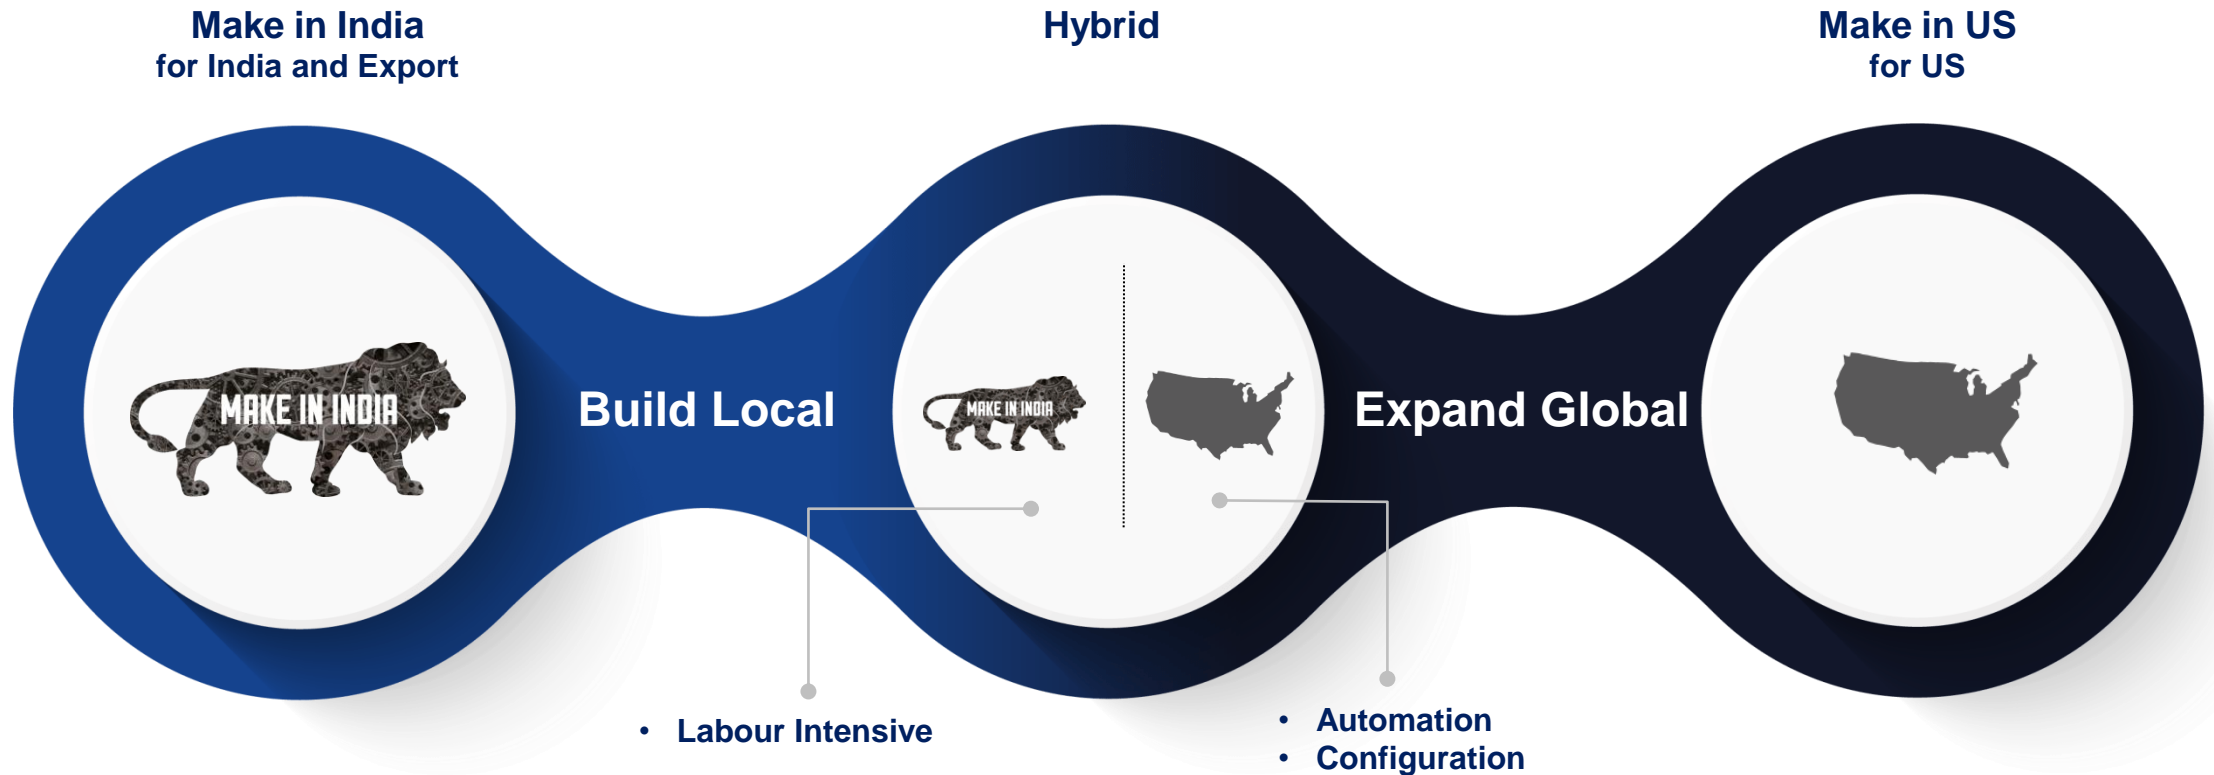 Make in India
for India and Export
Hybrid
Make in US
for US
MAKE IN INDIA
Build Local
MAKE IN INDIA
Expand Global
• Labour Intensive
• Automation
• Configuration